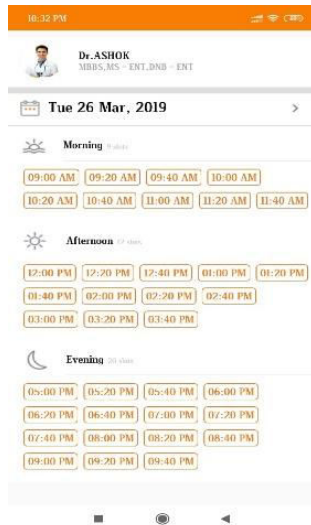 10:32 PM
Dr.ASHOK
MBBS,MS - ENT,DNB - ENT
Tue 26 Mar, 2019
Morning 9 slots
09:00 AM 09:20 AM 09:40 AM 10:00 AM
10:20 AM 10:40 AM 11:00 AM 11:20 AM 11:40 AM
Afternoon slots
12:00 PM 12:20 PM 12:40 PM 01:00 PM 01:20 PM
01:40 PM 02:00 PM 02:20 PM 02:40 PM
03:00 PM 03:20 PM 03:40 PM
Evening 20 slots
05:00 PM 05:20 PM 05:40 PM 06:00 PM
06:20 PM 06:40 PM 07:00 PM 07:20 PM
07:40 PM 08:00 PM 08:20 PM 08:40 PM
09:00 PM 09:20 PM 09:40 PM